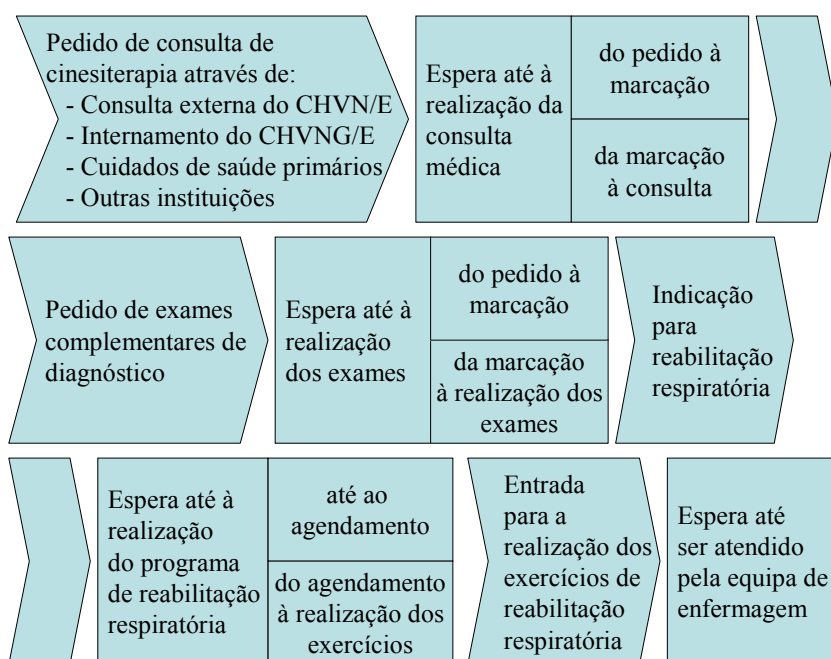 Pedido de consulta de
cinesiterapia através de:
- Consulta externa do CHVN/E
- Internamento do CHVNG/E
- Cuidados de saúde primários
- Outras instituições
Espera até à
realização da
consulta
médica
do pedido à
marcação
da marcação
à consulta
Pedido de exames
complementares de
diagnóstico
Espera até à
realização
dos exames
do pedido à
marcação
da marcação
à realização dos
exames
Indicação
para
reabilitação
respiratória
Espera até à
realização
do programa
de reabilitação
respiratória
até ao
agendamento
do agendamento
à realização dos
exercícios
Entrada
para a
realização dos
exercícios de
reabilitação
respiratória
Espera até
ser atendido
pela equipa de
enfermagem